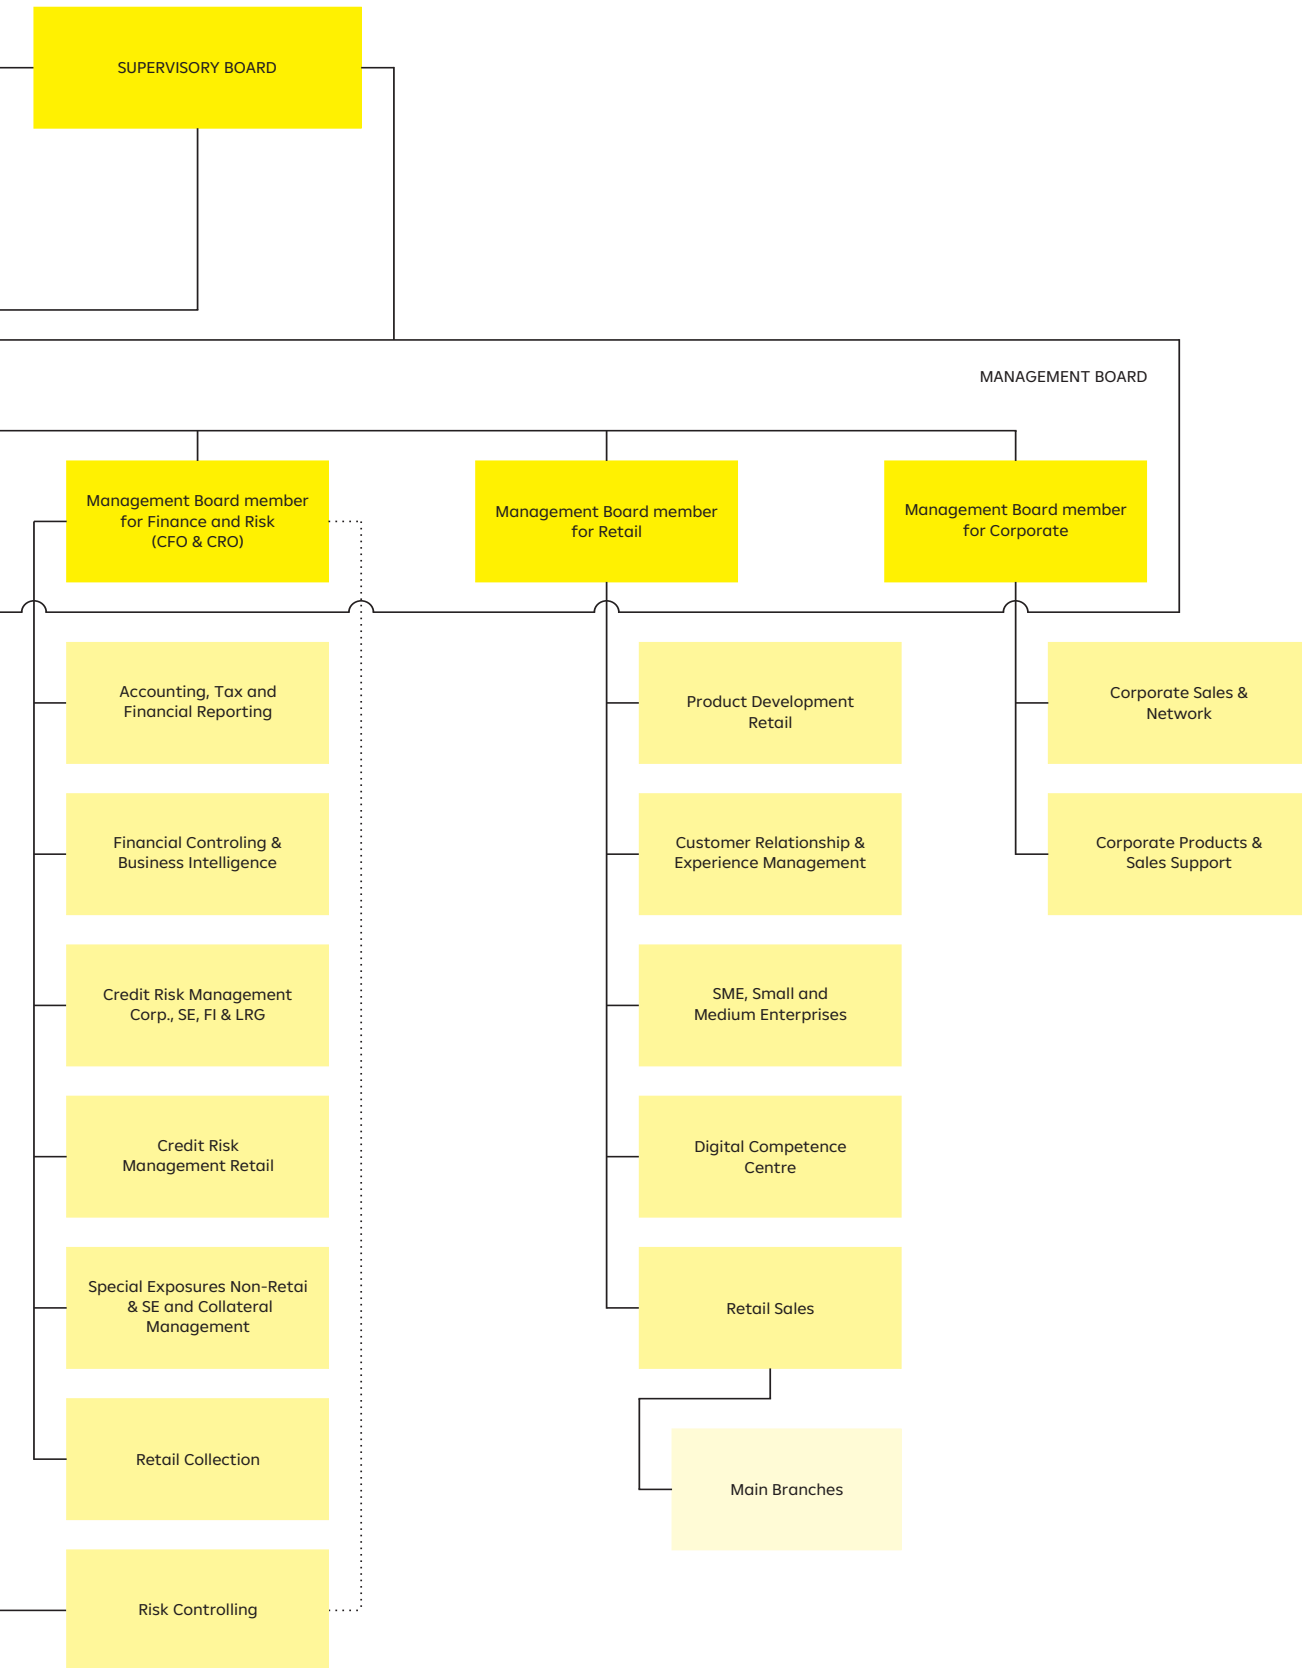 SUPERVISORY BOARD
MANAGEMENT BOARD
Management Board member
for Finance and Risk
(CFO & CRO)
Management Board member
for Retail
Management Board member
for Corporate
Accounting, Tax and
Financial Reporting
Product Development
Retail
Corporate Sales &
Network
Financial Controling &
Business Intelligence
Customer Relationship &
Experience Management
Corporate Products &
Sales Support
Credit Risk Management
Corp., SE, FI & LRG
SME, Small and
Medium Enterprises
Credit Risk
Management Retail
Digital Competence
Centre
Special Exposures Non-Retai
& SE and Collateral
Management
Retail Sales
Retail Collection
Main Branches
Risk Controlling